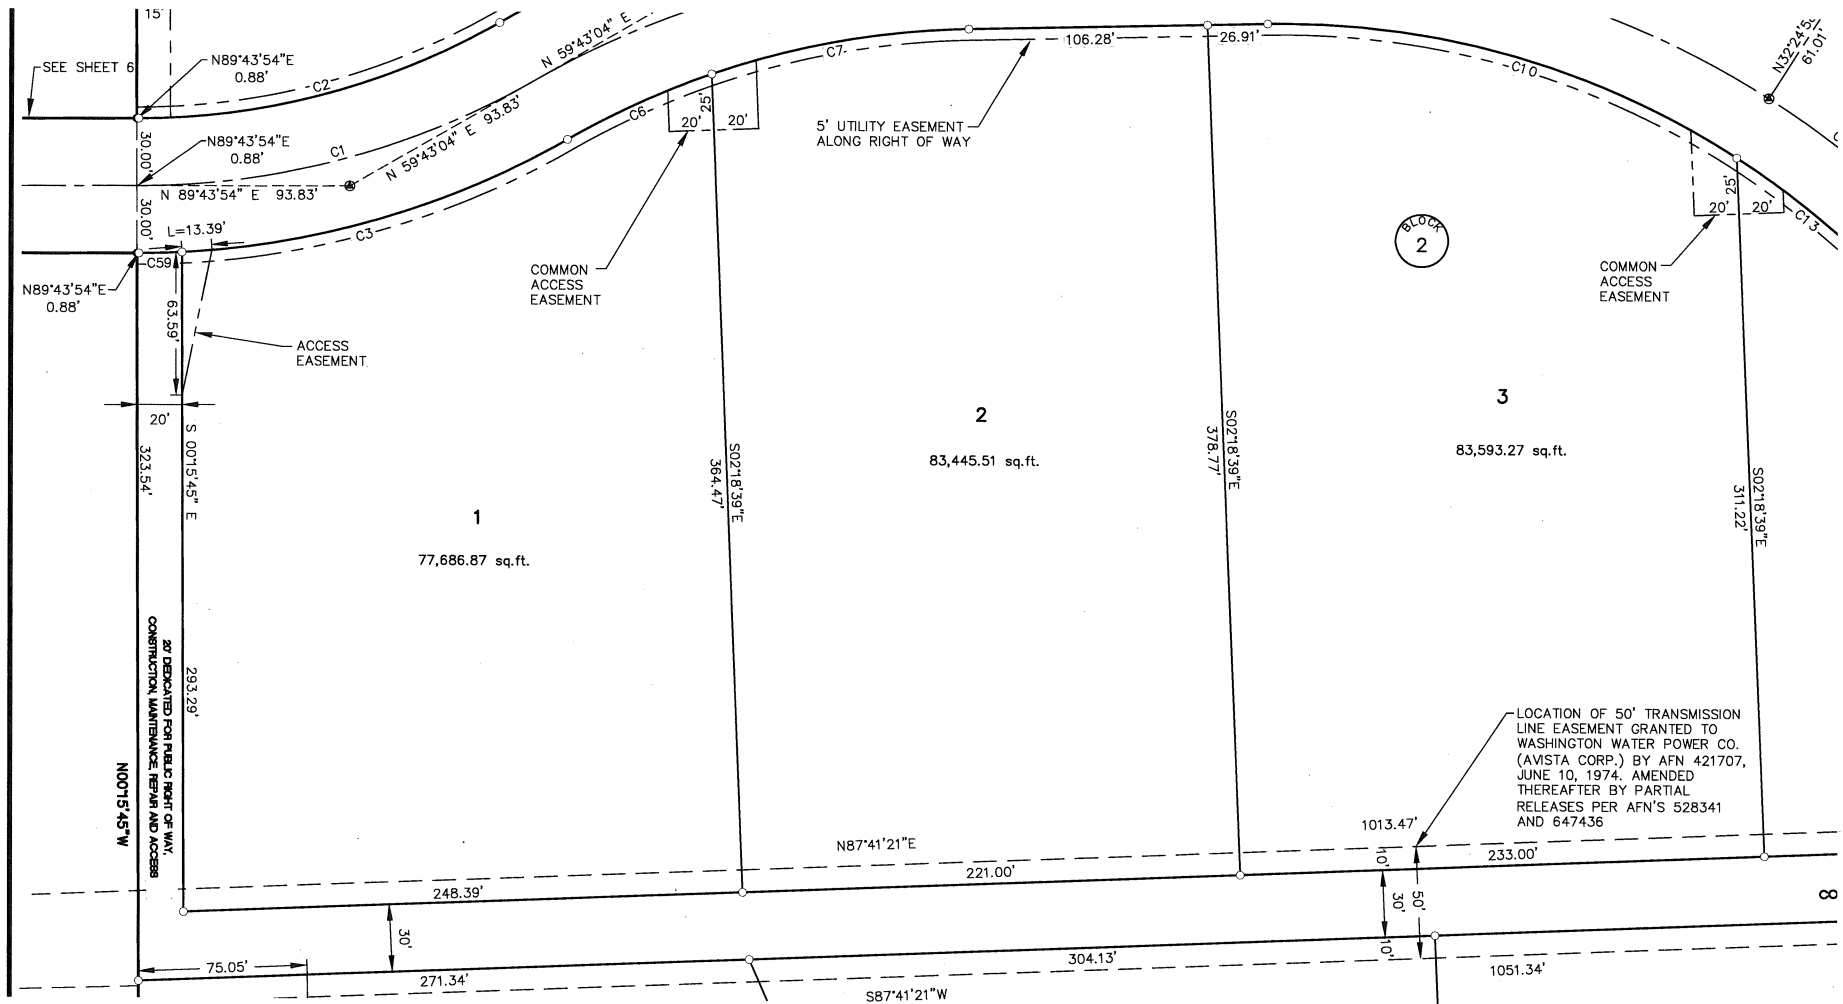 15'
SEE SHEET 6
N89°43'54"E
0.88'
C2
N 59°43'04" E
N 59°43'04" E 93.83'
C1
30.00'
N89°43'54"E
0.88'
N 89°43'54" E 93.83'
30.00'
L=13.39'
C3
C59
N89°43'54"E
0.88'
63.59'
ACCESS
EASEMENT
20'
323.54'
S 00°15'45" E
293.29'
20' DEDICATED FOR PUBLIC RIGHT OF WAY,
CONSTRUCTION, MAINTENANCE, REPAIR AND ACCESS
N00°15'45"W
C6
25'
20' 20'
C7
106.28'
26.91'
5' UTILITY EASEMENT
ALONG RIGHT OF WAY
COMMON
ACCESS
EASEMENT
C10
N32°24'5
61.01'
25'
20' 20'
C13
BLOCK
2
COMMON
ACCESS
EASEMENT
1
77,686.87 sq.ft.
S02°18'39"E
364.47'
2
83,445.51 sq.ft.
S02°18'39"E
378.77'
3
83,593.27 sq.ft.
S02°18'39"E
311.22'
LOCATION OF 50' TRANSMISSION
LINE EASEMENT GRANTED TO
WASHINGTON WATER POWER CO.
(AVISTA CORP.) BY AFN 421707,
JUNE 10, 1974. AMENDED
THEREAFTER BY PARTIAL
RELEASES PER AFN'S 528341
AND 647436
N87°41'21"E
1013.47'
248.39'
221.00'
233.00'
10'
30'
50'
10'
30'
8
75.05'
271.34'
304.13'
S87°41'21"W
1051.34'